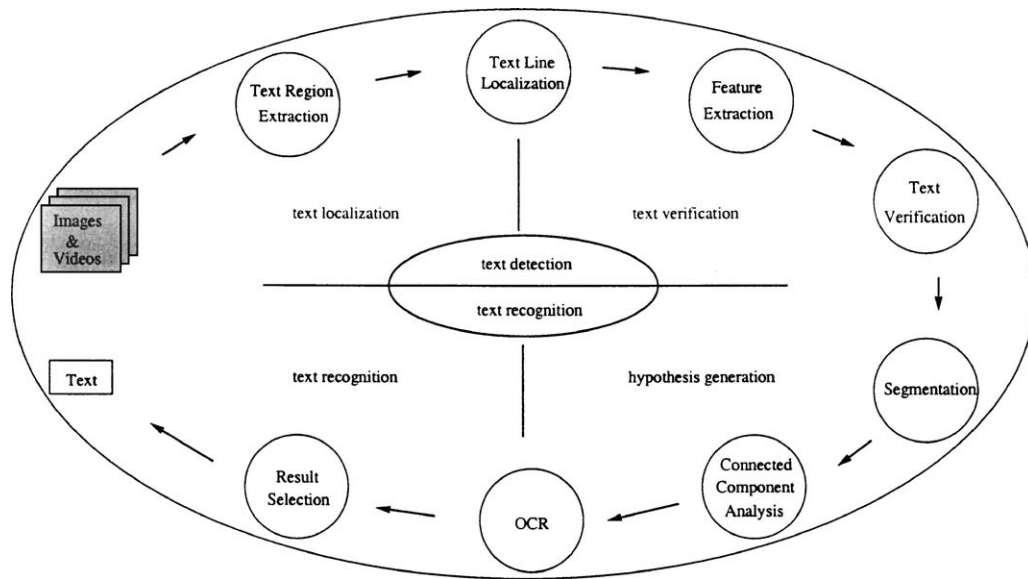 Text Line
Localization
Text Region
Extraction
Feature
Extraction
Text
Verification
Images
&
Videos
text localization
text verification
text detection
text recognition
Text
text recognition
hypothesis generation
Segmentation
Connected
Component
Analysis
Result
Selection
OCR